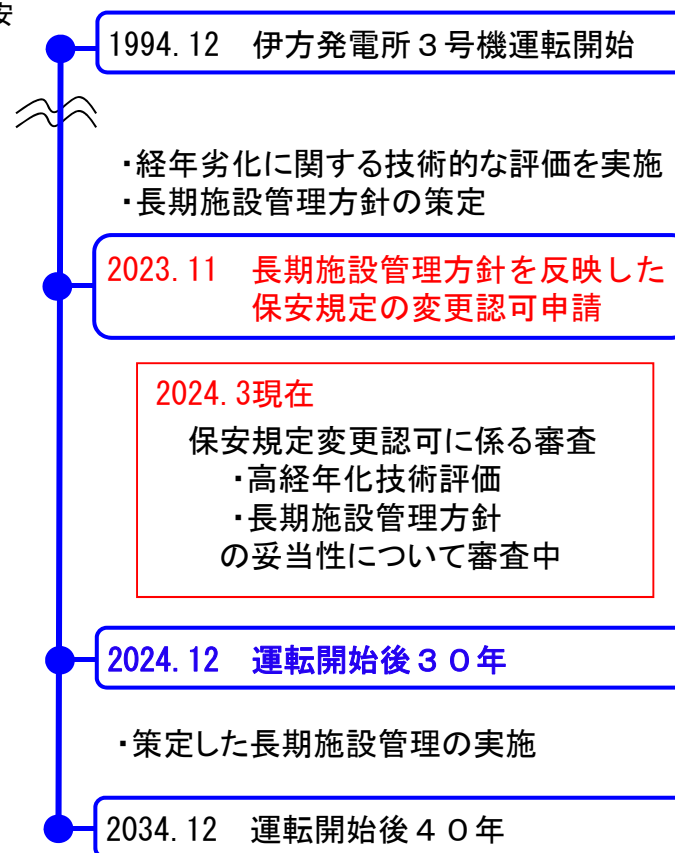 安
1994.12　伊方発電所３号機運転開始
・経年劣化に関する技術的な評価を実施
・長期施設管理方針の策定
2023.11　長期施設管理方針を反映した
保安規定の変更認可申請
2024.3現在
保安規定変更認可に係る審査
・高経年化技術評価
・長期施設管理方針
の妥当性について審査中
2024.12　運転開始後３０年
・策定した長期施設管理の実施
2034.12　運転開始後４０年